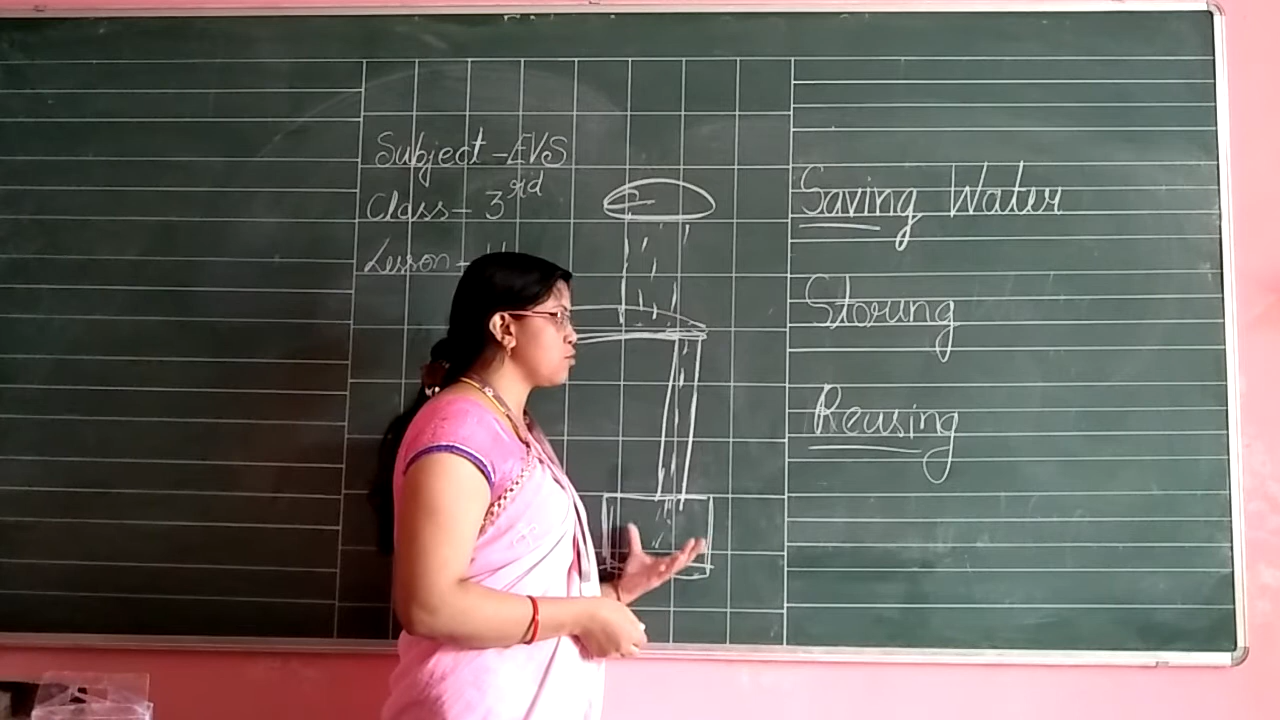 Subject - EVS
Class - 3rd
Lesson -
Saving Water
Storing
Reusing